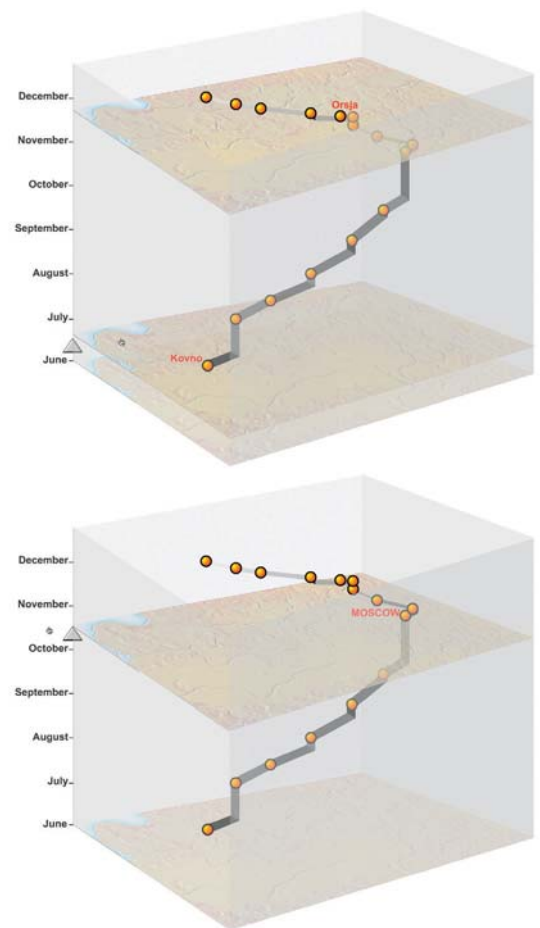 December
Orsja
November
October
September
August
July
Kovno
June
December
November
MOSCOW
October
September
August
July
June